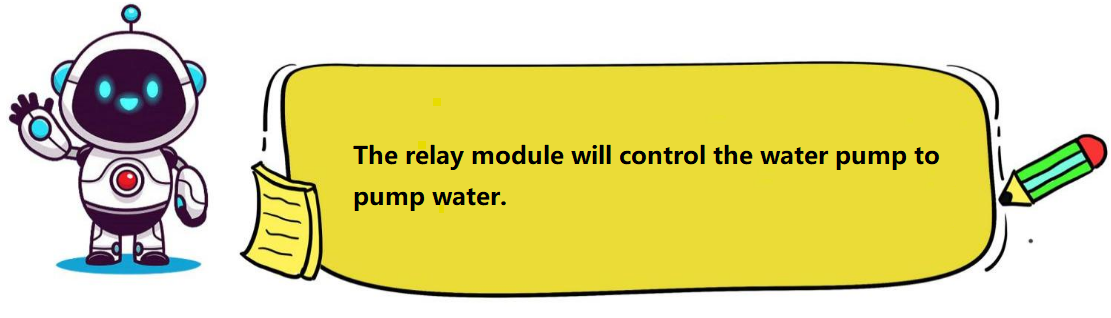 The relay module will control the water pump to
pump water.